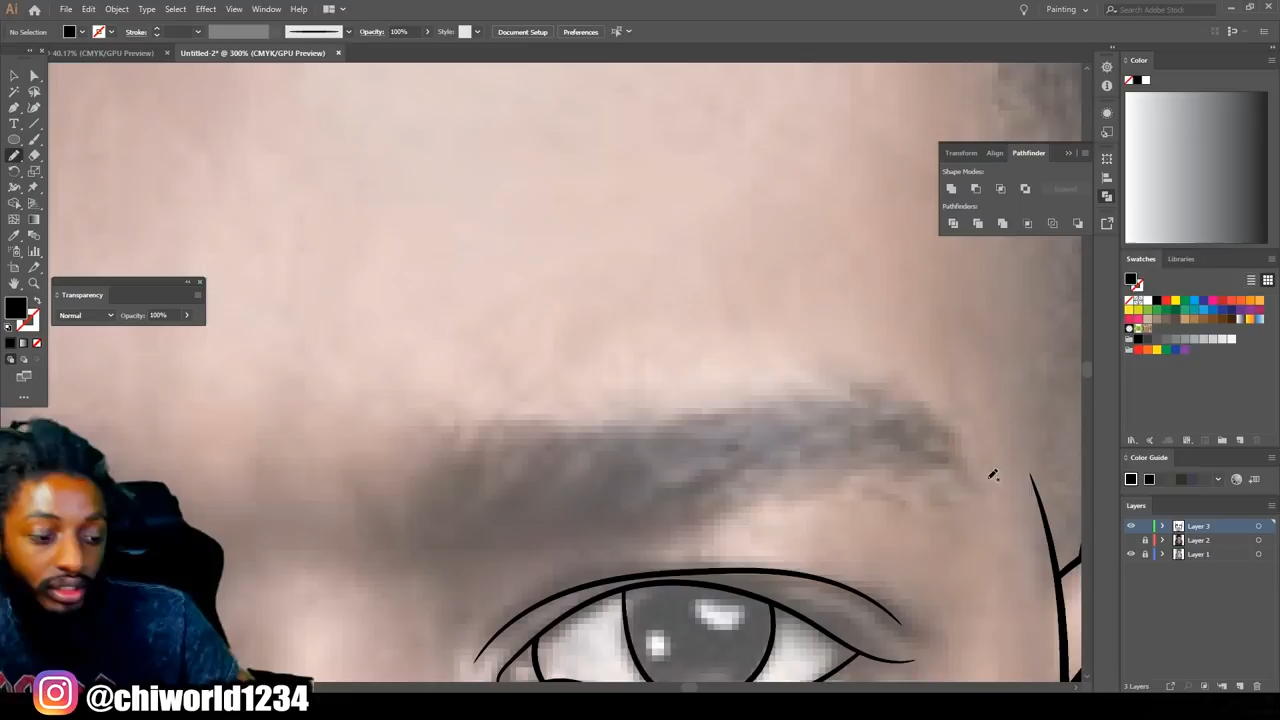 Ai File Edit Object Type Select Effect View Window Help Painting Search Adobe Stock
No Selection Stroke: Opacity: 100% Style: Document Setup Preferences
40.17% (CMYK/GPU Preview) × Untitled-2* @ 300% (CMYK/GPU Preview) ×
Color
Transform Align Pathfinder
Shape Modes:
Expand
Pathfinders:
Swatches Libraries
Transparency
Normal Opacity: 100%
Color Guide
Layers
Layer 3
Layer 2
Layer 1
3 Layers
@chiworld1234